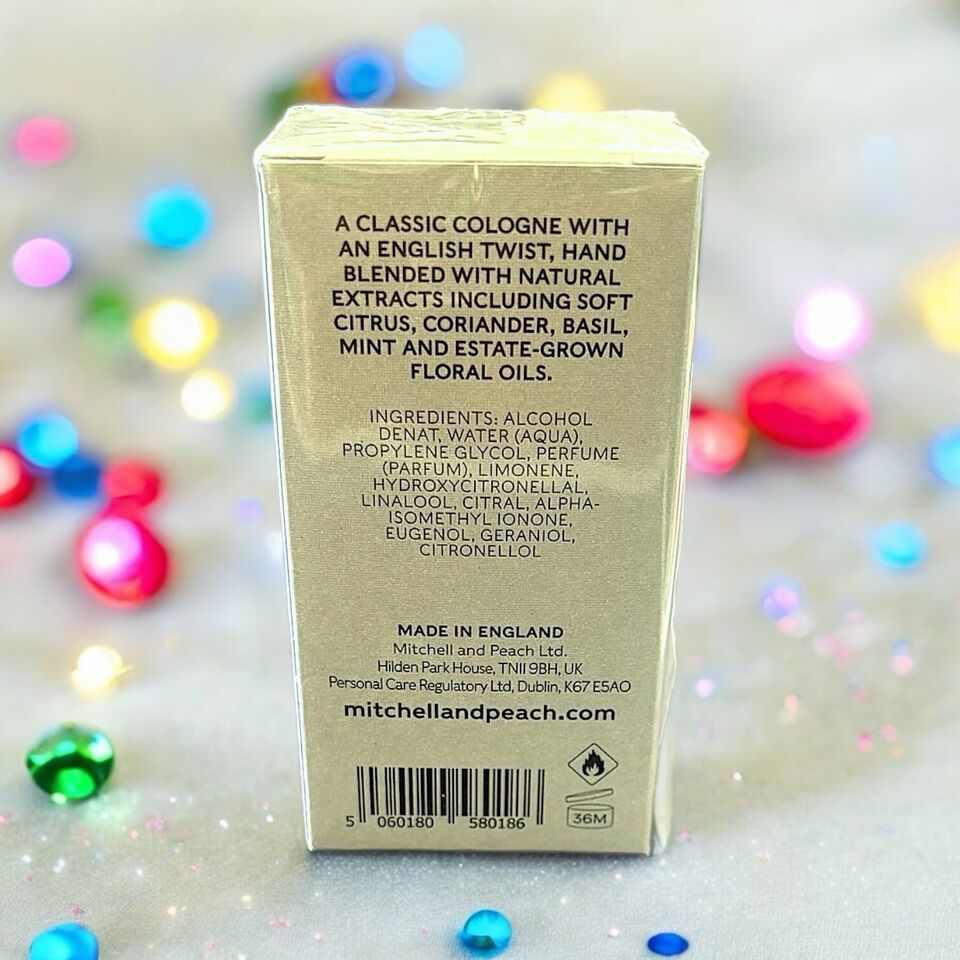 A CLASSIC COLOGNE WITH
AN ENGLISH TWIST, HAND
BLENDED WITH NATURAL
EXTRACTS INCLUDING SOFT
CITRUS, CORIANDER, BASIL,
MINT AND ESTATE-GROWN
FLORAL OILS.
INGREDIENTS: ALCOHOL
DENAT, WATER (AQUA),
PROPYLENE GLYCOL, PERFUME
(PARFUM), LIMONENE,
HYDROXYCITRONELLAL,
LINALOOL, CITRAL, ALPHA-
ISOMETHYL IONONE,
EUGENOL, GERANIOL,
CITRONELLOL
MADE IN ENGLAND
Mitchell and Peach Ltd.
Hilden Park House, TN11 9BH, UK
Personal Care Regulatory Ltd, Dublin, K67 E5AO
mitchellandpeach.com
5 060180 580186
36M